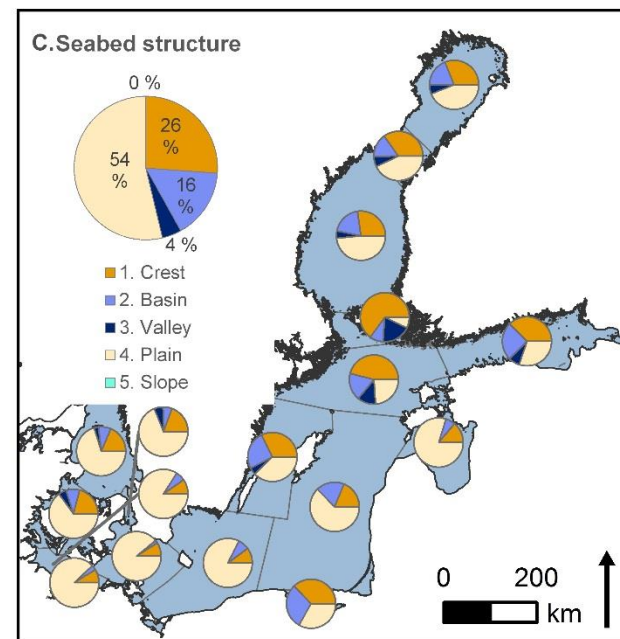 C. Seabed structure
0 %
26
%
54
%
16
%
4 %
1. Crest
2. Basin
3. Valley
4. Plain
5. Slope
0 200
km